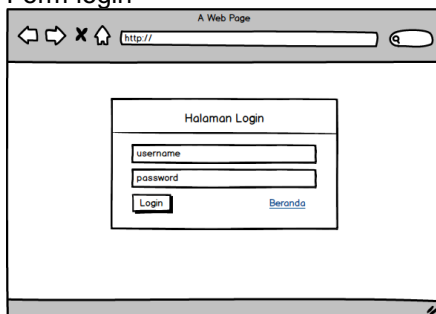 Form login
A Web Page
http://
Halaman Login
username
password
Login
Beranda